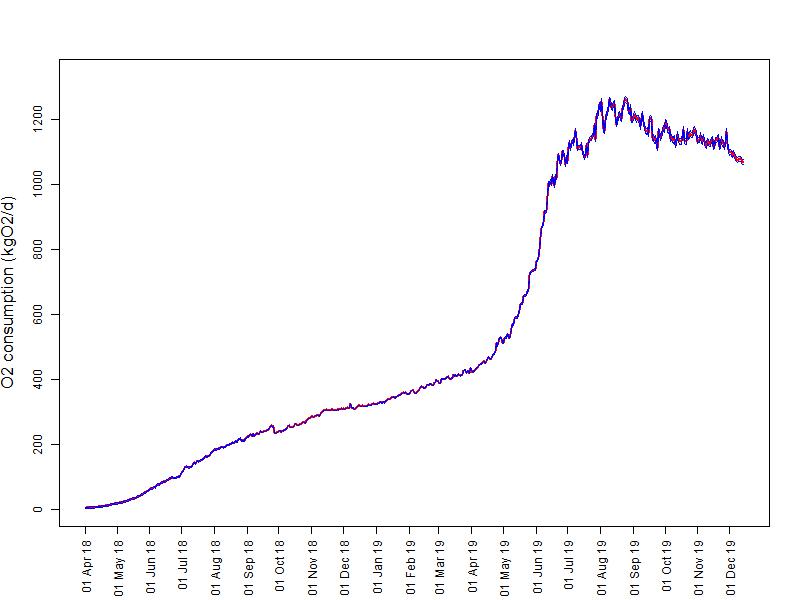 O2 consumption (kgO2/d)
1200
1000
800
600
400
200
0
01 Apr 18
01 May 18
01 Jun 18
01 Jul 18
01 Aug 18
01 Sep 18
01 Oct 18
01 Nov 18
01 Dec 18
01 Jan 19
01 Feb 19
01 Mar 19
01 Apr 19
01 May 19
01 Jun 19
01 Jul 19
01 Aug 19
01 Sep 19
01 Oct 19
01 Nov 19
01 Dec 19